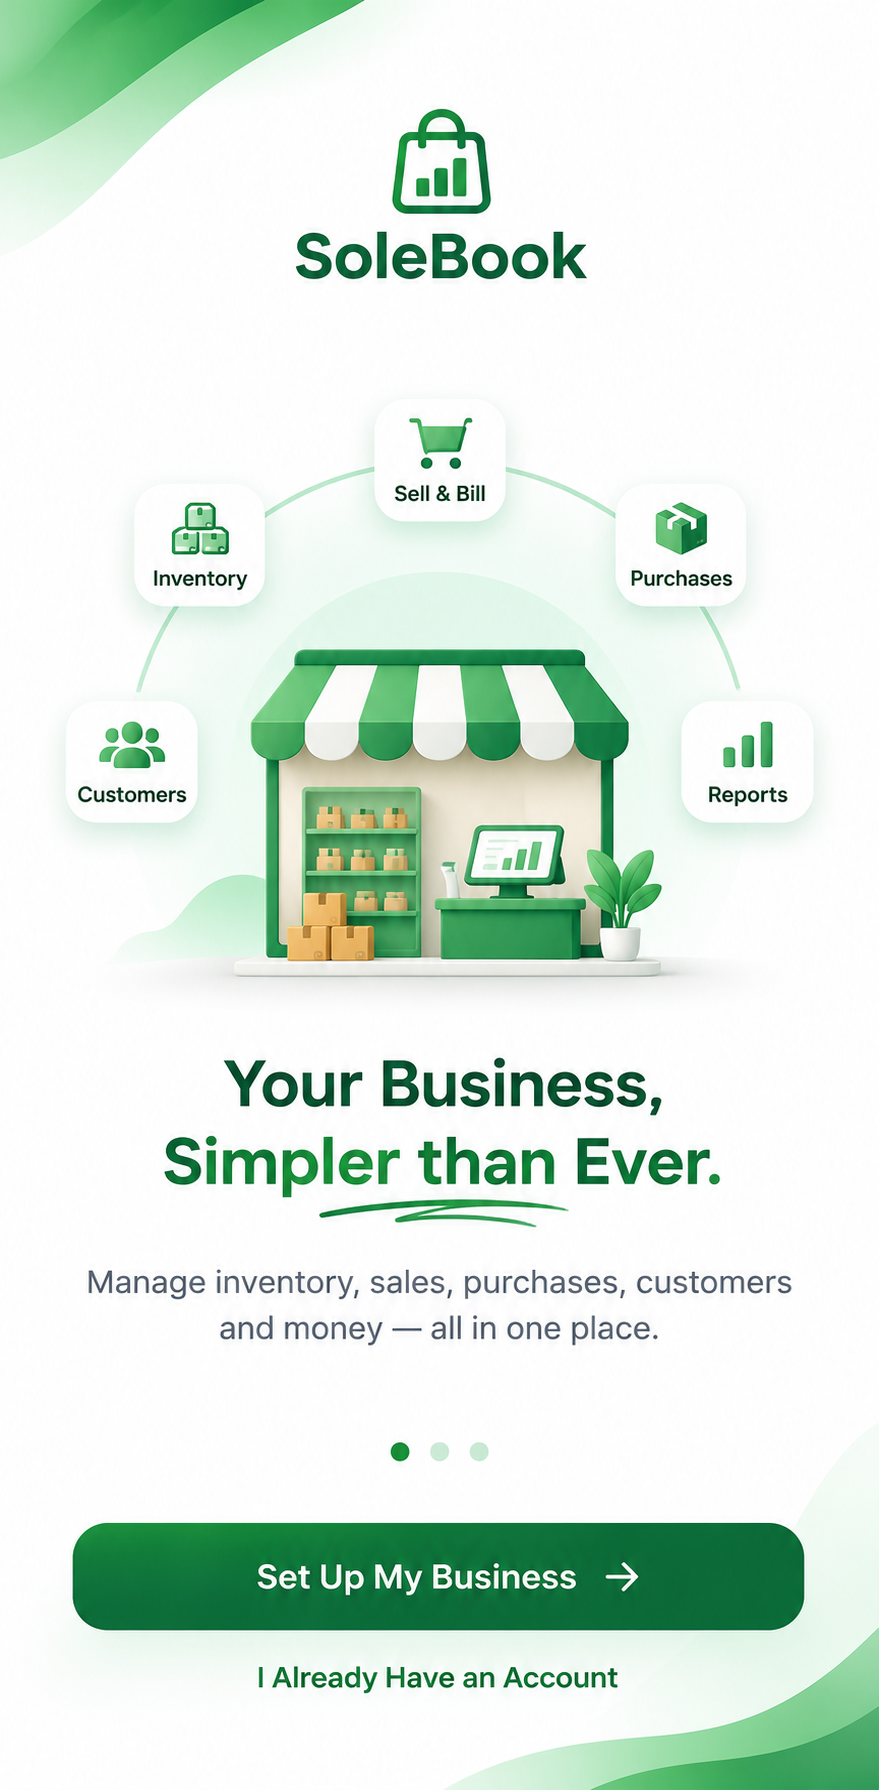 SoleBook
Sell & Bill
Inventory
Purchases
Customers
Reports
Your Business,
Simpler than Ever.
Manage inventory, sales, purchases, customers
and money — all in one place.
Set Up My Business →
I Already Have an Account